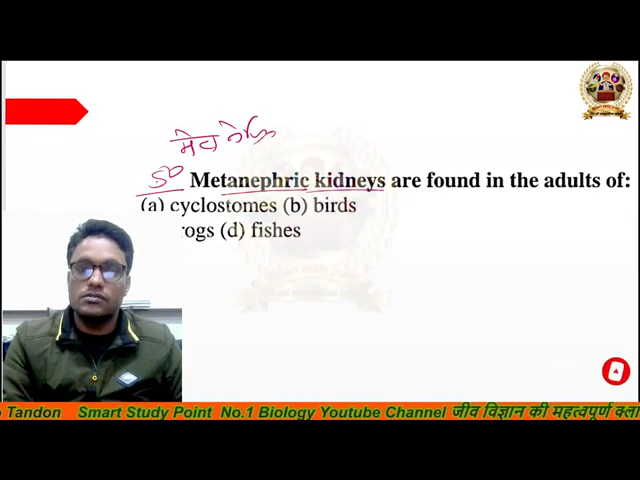 मेटा नेफ्रि
50 Metanephric kidneys are found in the adults of:
(a) cyclostomes (b) birds
rogs (d) fishes
Tandon Smart Study Point No.1 Biology Youtube Channel जीव विज्ञान की महत्वपूर्ण क्ला